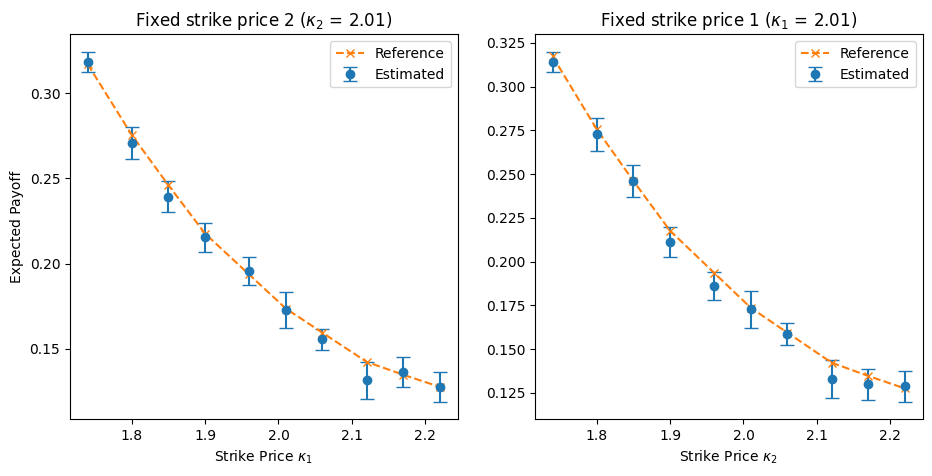 Fixed strike price 2 (κ₂ = 2.01)
Reference
Estimated
0.30
0.25
0.20
0.15
Expected Payoff
1.8 1.9 2.0 2.1 2.2
Strike Price κ₁
Fixed strike price 1 (κ₁ = 2.01)
Reference
Estimated
0.325
0.300
0.275
0.250
0.225
0.200
0.175
0.150
0.125
1.8 1.9 2.0 2.1 2.2
Strike Price κ₂